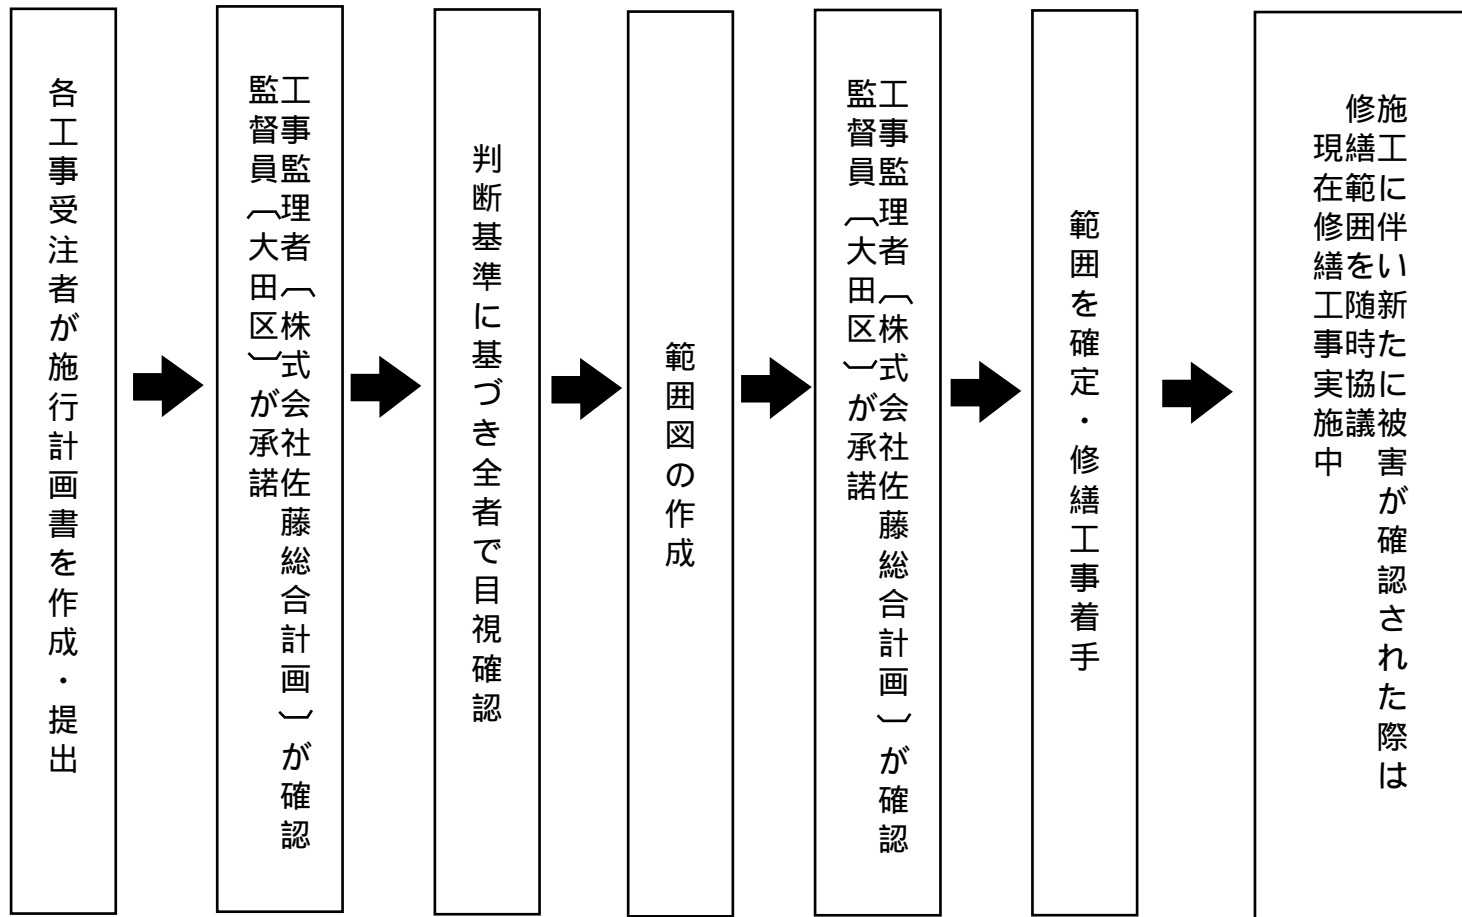 各工事受注者が施行計画書を作成・提出
工事監理者（株式会社佐藤総合計画）が確認
監督員（大田区）が承諾
判断基準に基づき全者で目視確認
範囲図の作成
工事監理者（株式会社佐藤総合計画）が確認
監督員（大田区）が承諾
範囲を確定・修繕工事着手
施工に伴い新たに被害が確認された際は
修繕範囲を随時協議
現在修繕工事実施中